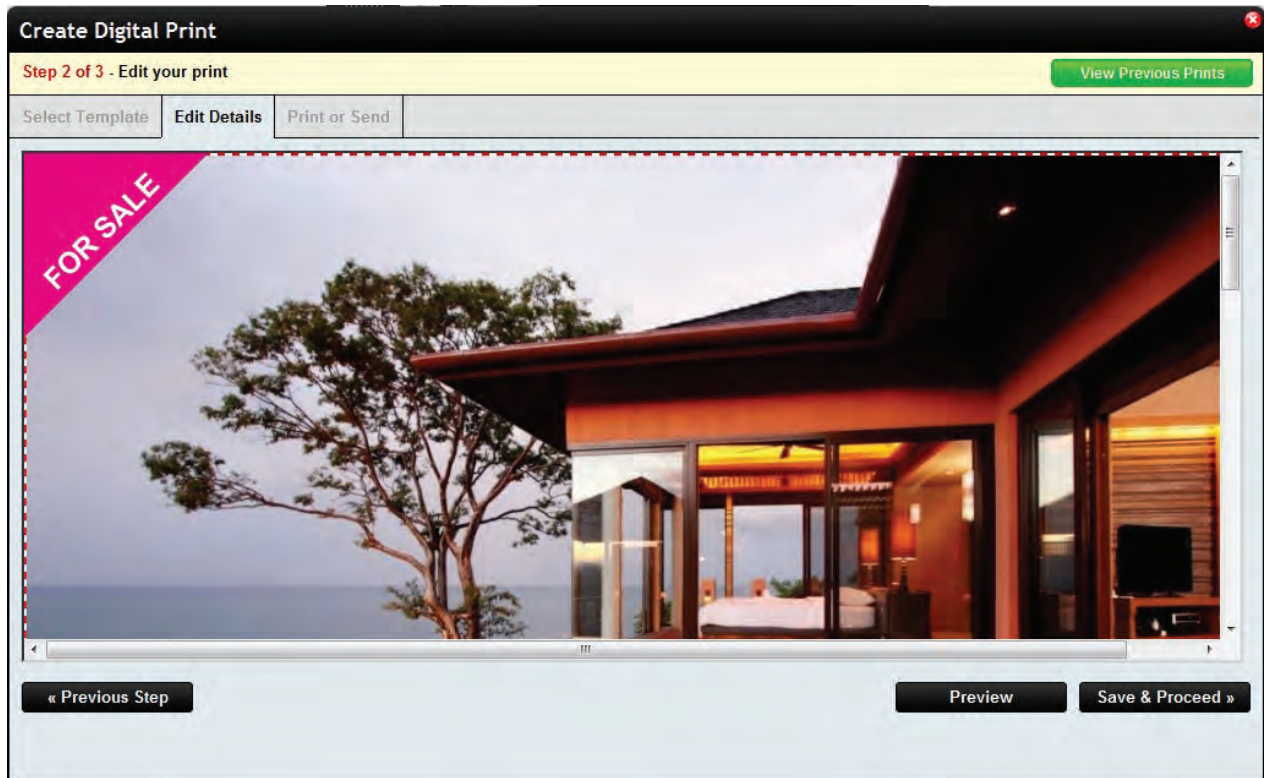 Create Digital Print
Step 2 of 3 - Edit your print
View Previous Prints
Select Template
Edit Details
Print or Send
FOR SALE
« Previous Step
Preview
Save & Proceed »